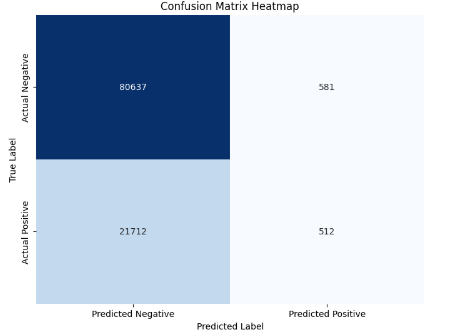 Confusion Matrix Heatmap
Actual Negative
80637
581
True Label
Actual Positive
21712
512
Predicted Negative
Predicted Positive
Predicted Label